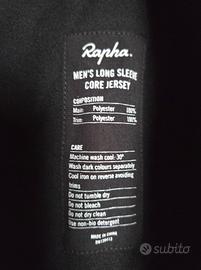 Rapha.
MEN'S LONG SLEEVE
CORE JERSEY
COMPOSITION
Main: Polyester 100%
Trim: Polyester 100%
CARE
Machine wash cool: 30°
Wash dark colours separately
Cool iron on reverse avoiding
trims
Do not tumble dry
Do not bleach
Do not dry clean
Use non-bio detergent
MADE IN CHINA
subito